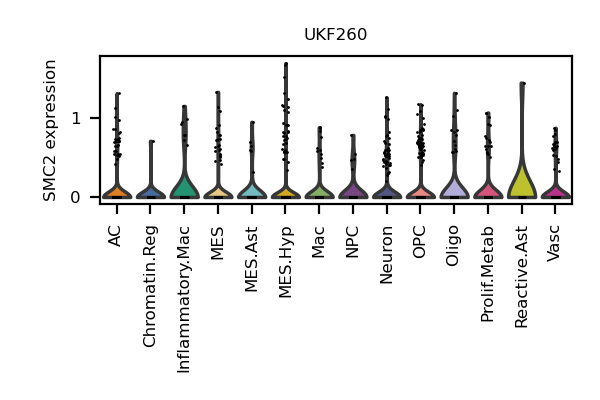 UKF260
SMC2 expression
1
0
AC
Chromatin.Reg
Inflammatory.Mac
MES
MES.Ast
MES.Hyp
Mac
NPC
Neuron
OPC
Oligo
Prolif.Metab
Reactive.Ast
Vasc